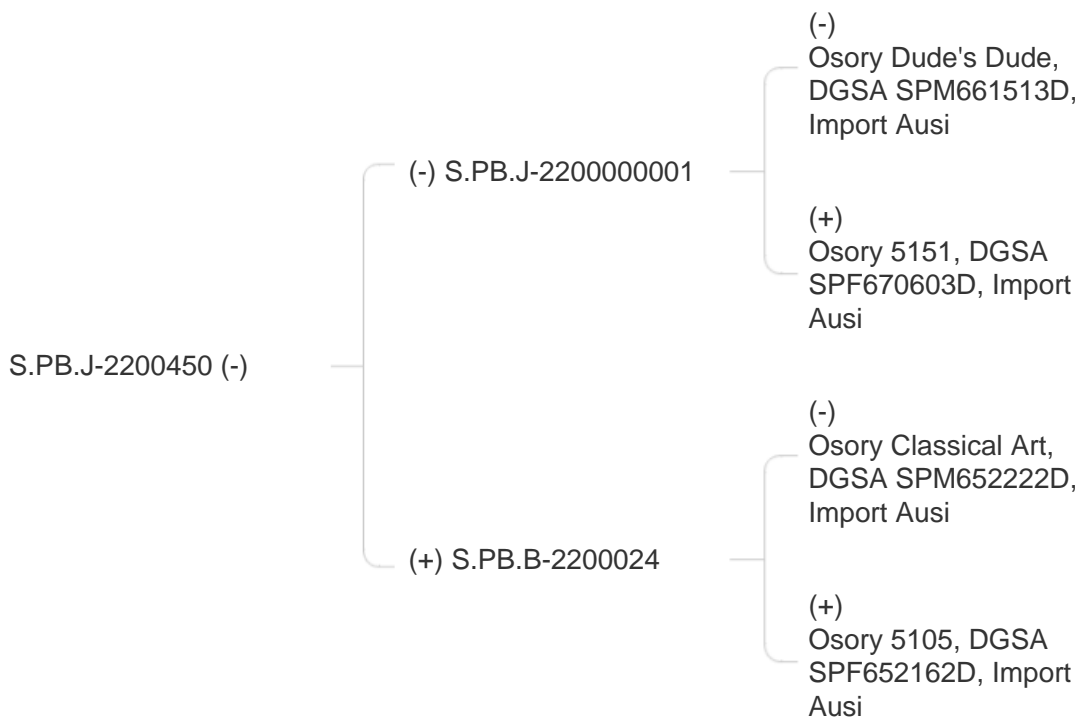 (-)
Osory Dude's Dude,
DGSA SPM661513D,
Import Ausi
(-) S.PB.J-2200000001
(+)
Osory 5151, DGSA
SPF670603D, Import
Ausi
S.PB.J-2200450 (-)
(-)
Osory Classical Art,
DGSA SPM652222D,
Import Ausi
(+) S.PB.B-2200024
(+)
Osory 5105, DGSA
SPF652162D, Import
Ausi